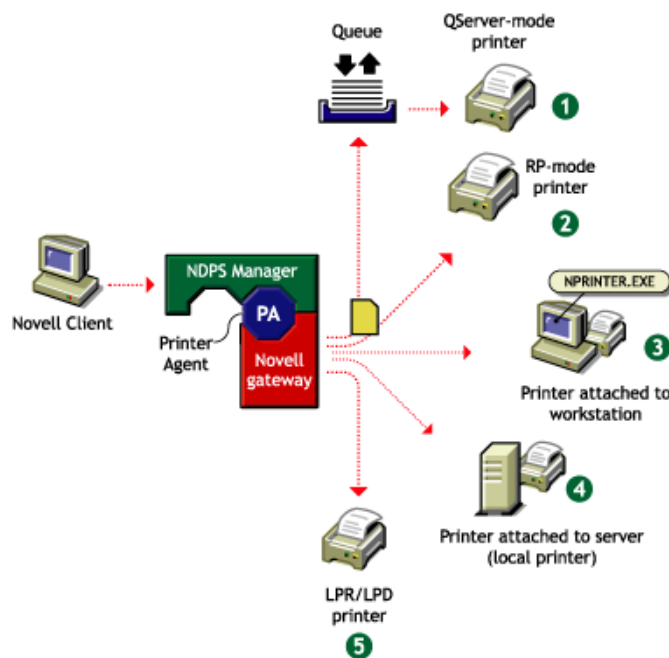 Queue
QServer-mode
printer
1
RP-mode
printer
2
Novell Client
NDPS Manager
PA
Printer
Agent
Novell
gateway
NPRINTER.EXE
3
Printer attached to
workstation
4
Printer attached to server
(local printer)
LPR/LPD
printer
5